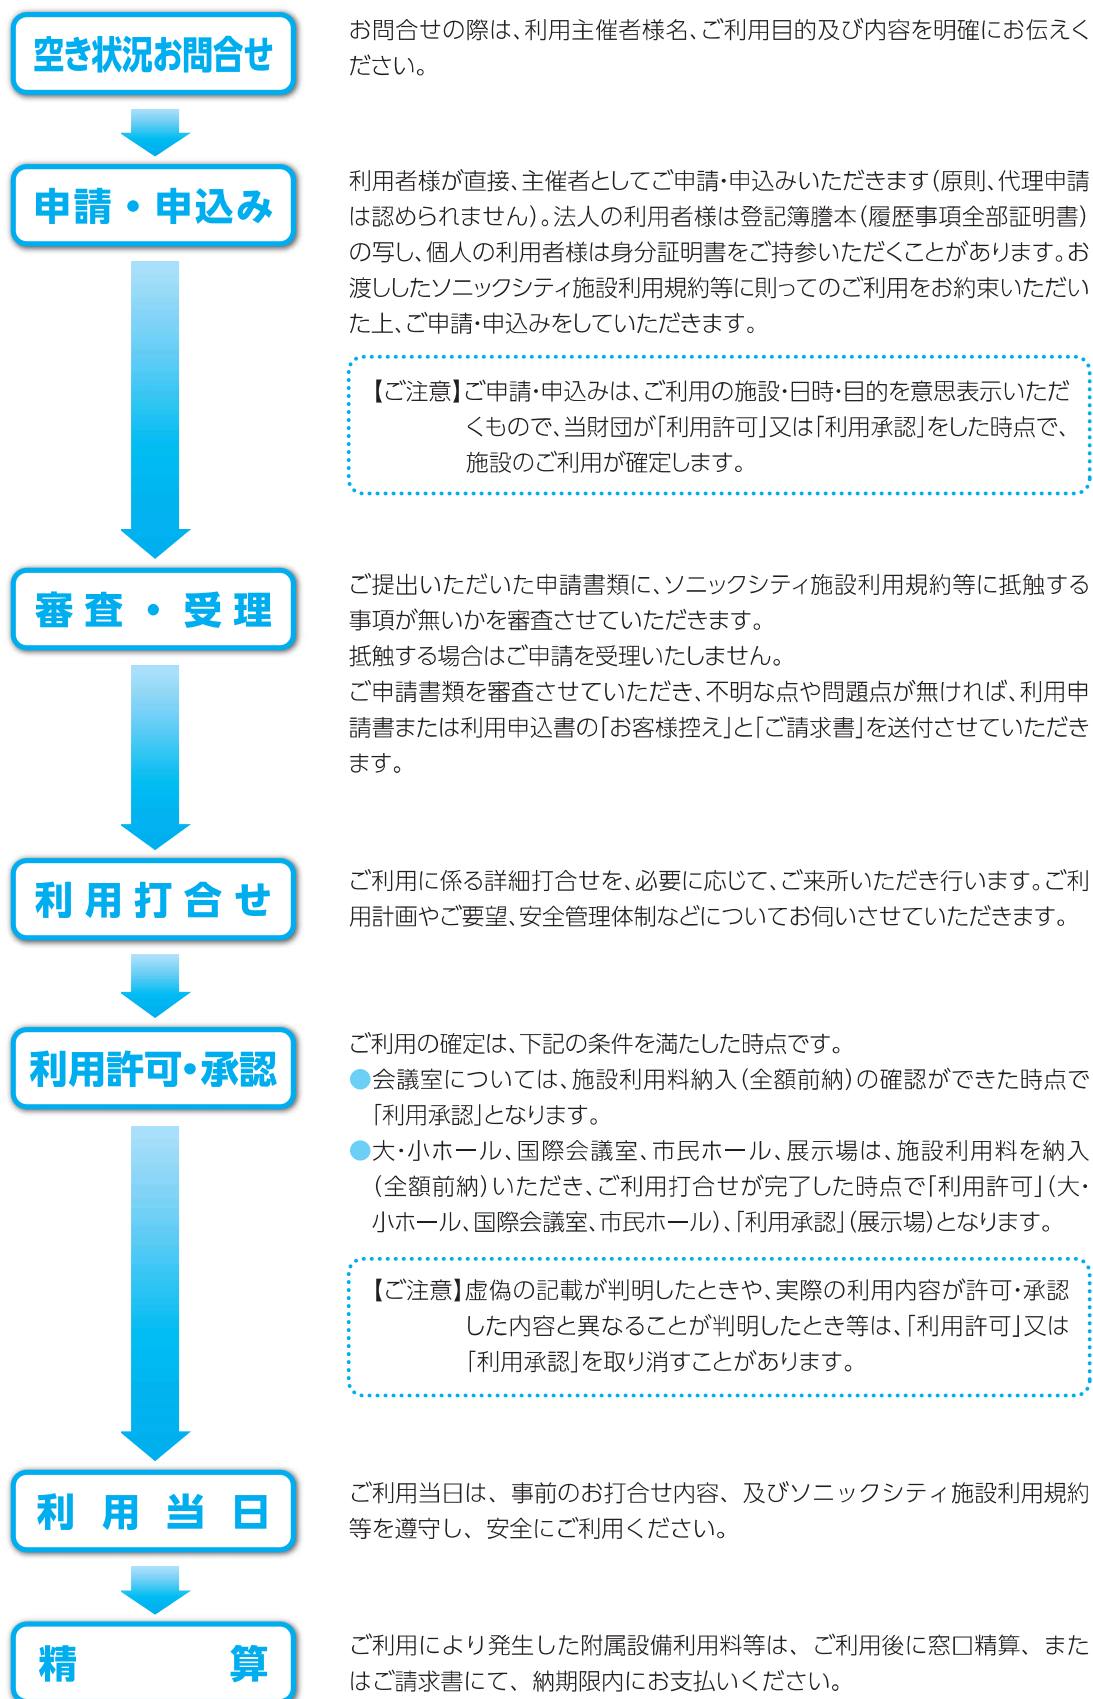 空き状況お問合せ
お問合せの際は、利用主催者様名、ご利用目的及び内容を明確にお伝えく
ださい。
申請・申込み
利用者様が直接、主催者としてご申請・申込みいただきます(原則、代理申請
は認められません)。法人の利用者様は登記簿謄本(履歴事項全部証明書)
の写し、個人の利用者様は身分証明書をご持参いただくことがあります。お
渡ししたソニックシティ施設利用規約等に則ってのご利用をお約束いただい
た上、ご申請・申込みをしていただきます。
【ご注意】ご申請・申込みは、ご利用の施設・日時・目的を意思表示いただ
くもので、当財団が「利用許可」又は「利用承認」をした時点で、
施設のご利用が確定します。
審査・受理
ご提出いただいた申請書類に、ソニックシティ施設利用規約等に抵触する
事項が無いかを審査させていただきます。
抵触する場合はご申請を受理いたしません。
ご申請書類を審査させていただき、不明な点や問題点が無ければ、利用申
請書または利用申込書の「お客様控え」と「ご請求書」を送付させていただき
ます。
利用打合せ
ご利用に係る詳細打合せを、必要に応じて、ご来所いただき行います。ご利
用計画やご要望、安全管理体制などについてお伺いさせていただきます。
利用許可・承認
ご利用の確定は、下記の条件を満たした時点です。
●会議室については、施設利用料納入(全額前納)の確認ができた時点で
「利用承認」となります。
●大・小ホール、国際会議室、市民ホール、展示場は、施設利用料を納入
(全額前納)いただき、ご利用打合せが完了した時点で「利用許可」(大・
小ホール、国際会議室、市民ホール)、「利用承認」(展示場)となります。
【ご注意】虚偽の記載が判明したときや、実際の利用内容が許可・承認
した内容と異なることが判明したとき等は、「利用許可」又は
「利用承認」を取り消すことがあります。
利用当日
ご利用当日は、事前のお打合せ内容、及びソニックシティ施設利用規約
等を遵守し、安全にご利用ください。
精算
ご利用により発生した附属設備利用料等は、ご利用後に窓口精算、また
はご請求書にて、納期限内にお支払いください。